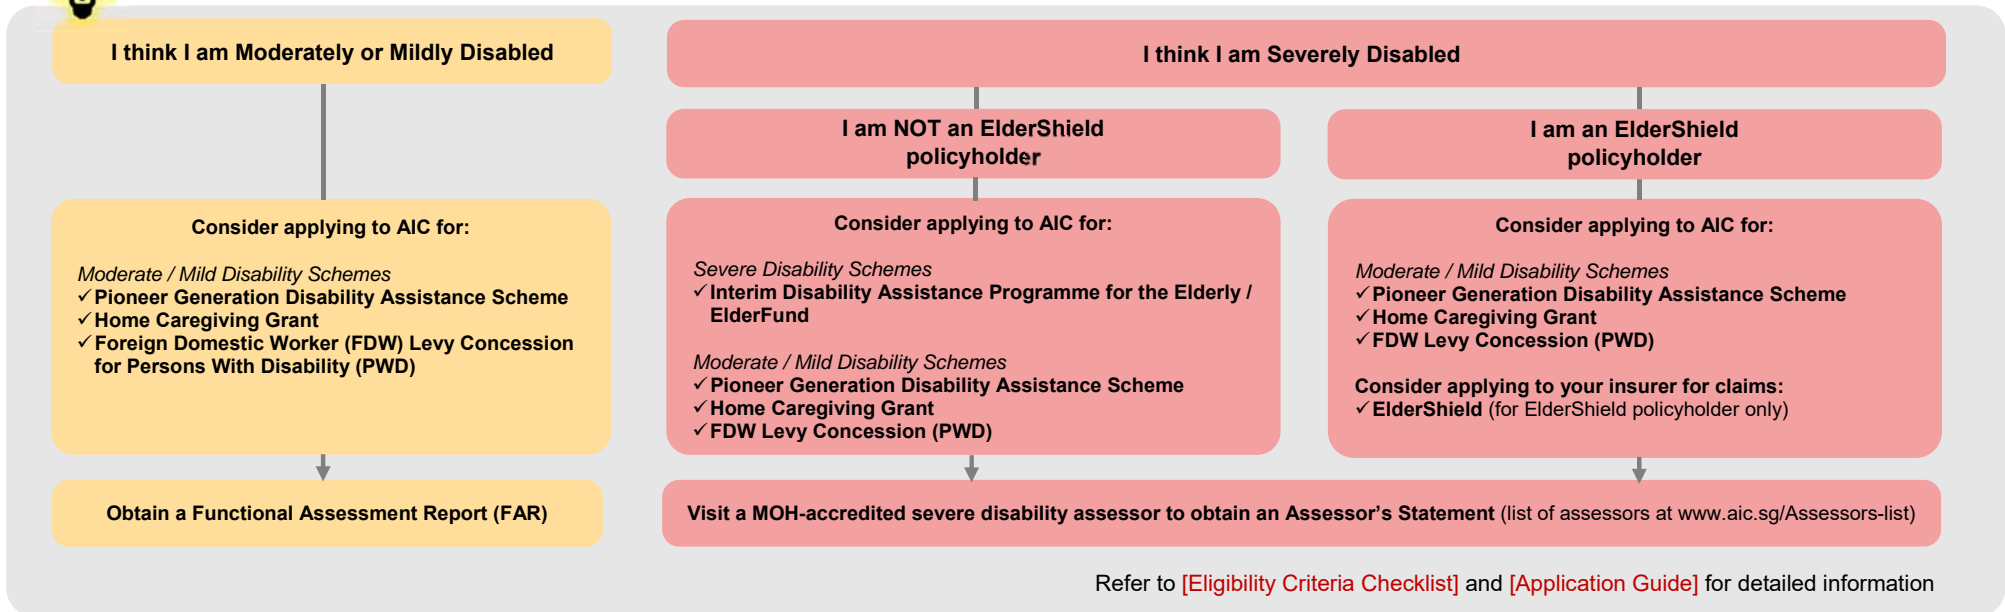 I think I am Moderately or Mildly Disabled
Consider applying to AIC for:
Moderate / Mild Disability Schemes
✓Pioneer Generation Disability Assistance Scheme
✓Home Caregiving Grant
✓Foreign Domestic Worker (FDW) Levy Concession
for Persons With Disability (PWD)
Obtain a Functional Assessment Report (FAR)
I think I am Severely Disabled
I am NOT an ElderShield
policyholder
Consider applying to AIC for:
Severe Disability Schemes
✓Interim Disability Assistance Programme for the Elderly /
ElderFund
Moderate / Mild Disability Schemes
✓Pioneer Generation Disability Assistance Scheme
✓Home Caregiving Grant
✓FDW Levy Concession (PWD)
I am an ElderShield
policyholder
Consider applying to AIC for:
Moderate / Mild Disability Schemes
✓Pioneer Generation Disability Assistance Scheme
✓Home Caregiving Grant
✓FDW Levy Concession (PWD)
Consider applying to your insurer for claims:
✓ElderShield (for ElderShield policyholder only)
Visit a MOH-accredited severe disability assessor to obtain an Assessor’s Statement (list of assessors at www.aic.sg/Assessors-list)
Refer to [Eligibility Criteria Checklist] and [Application Guide] for detailed information